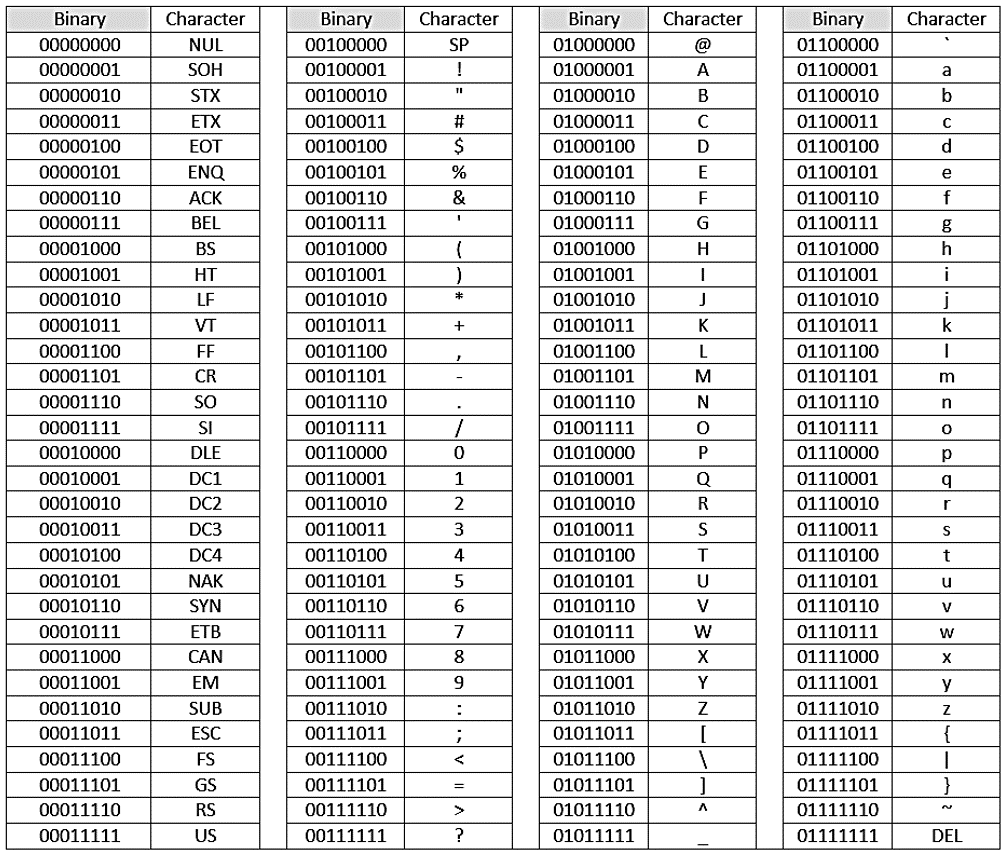 Binary Character Binary Character Binary Character Binary Character
00000000 NUL 00100000 SP 01000000 @ 01100000 `
00000001 SOH 00100001 ! 01000001 A 01100001 a
00000010 STX 00100010 " 01000010 B 01100010 b
00000011 ETX 00100011 # 01000011 C 01100011 c
00000100 EOT 00100100 $ 01000100 D 01100100 d
00000101 ENQ 00100101 % 01000101 E 01100101 e
00000110 ACK 00100110 & 01000110 F 01100110 f
00000111 BEL 00100111 ' 01000111 G 01100111 g
00001000 BS 00101000 ( 01001000 H 01101000 h
00001001 HT 00101001 ) 01001001 I 01101001 i
00001010 LF 00101010 * 01001010 J 01101010 j
00001011 VT 00101011 + 01001011 K 01101011 k
00001100 FF 00101100 , 01001100 L 01101100 l
00001101 CR 00101101 - 01001101 M 01101101 m
00001110 SO 00101110 . 01001110 N 01101110 n
00001111 SI 00101111 / 01001111 O 01101111 o
00010000 DLE 00110000 0 01010000 P 01110000 p
00010001 DC1 00110001 1 01010001 Q 01110001 q
00010010 DC2 00110010 2 01010010 R 01110010 r
00010011 DC3 00110011 3 01010011 S 01110011 s
00010100 DC4 00110100 4 01010100 T 01110100 t
00010101 NAK 00110101 5 01010101 U 01110101 u
00010110 SYN 00110110 6 01010110 V 01110110 v
00010111 ETB 00110111 7 01010111 W 01110111 w
00011000 CAN 00111000 8 01011000 X 01111000 x
00011001 EM 00111001 9 01011001 Y 01111001 y
00011010 SUB 00111010 : 01011010 Z 01111010 z
00011011 ESC 00111011 ; 01011011 [ 01111011 {
00011100 FS 00111100 < 01011100 \ 01111100 |
00011101 GS 00111101 = 01011101 ] 01111101 }
00011110 RS 00111110 > 01011110 ^ 01111110 ~
00011111 US 00111111 ? 01011111 _ 01111111 DEL